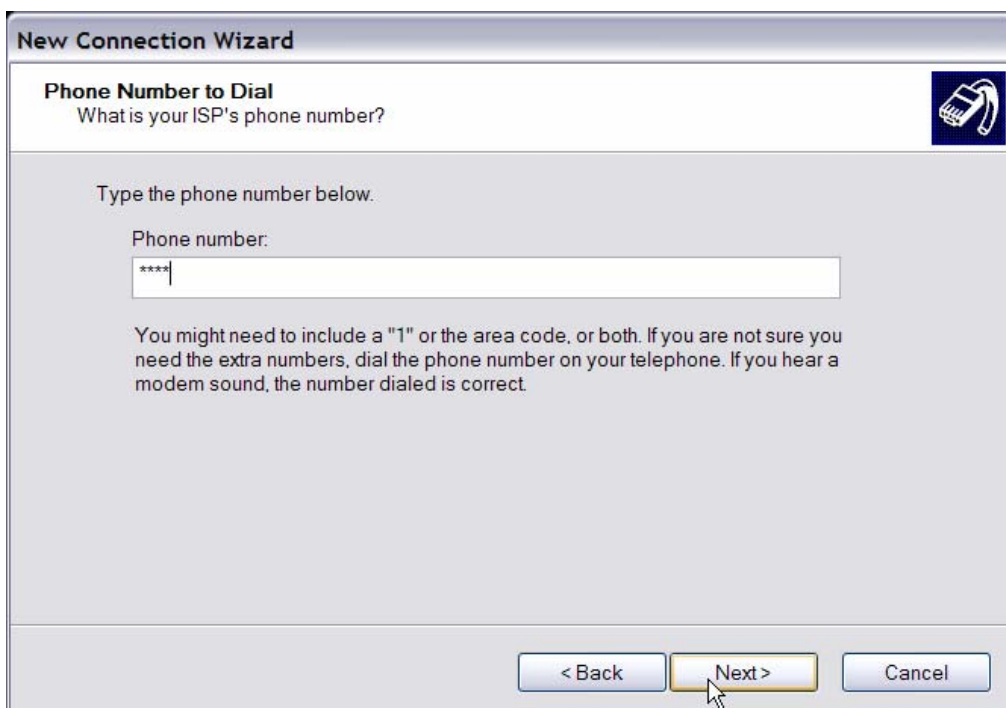 New Connection Wizard
Phone Number to Dial
What is your ISP's phone number?
Type the phone number below.
Phone number:
****
You might need to include a "1" or the area code, or both. If you are not sure you
need the extra numbers, dial the phone number on your telephone. If you hear a
modem sound, the number dialed is correct.
< Back Next > Cancel